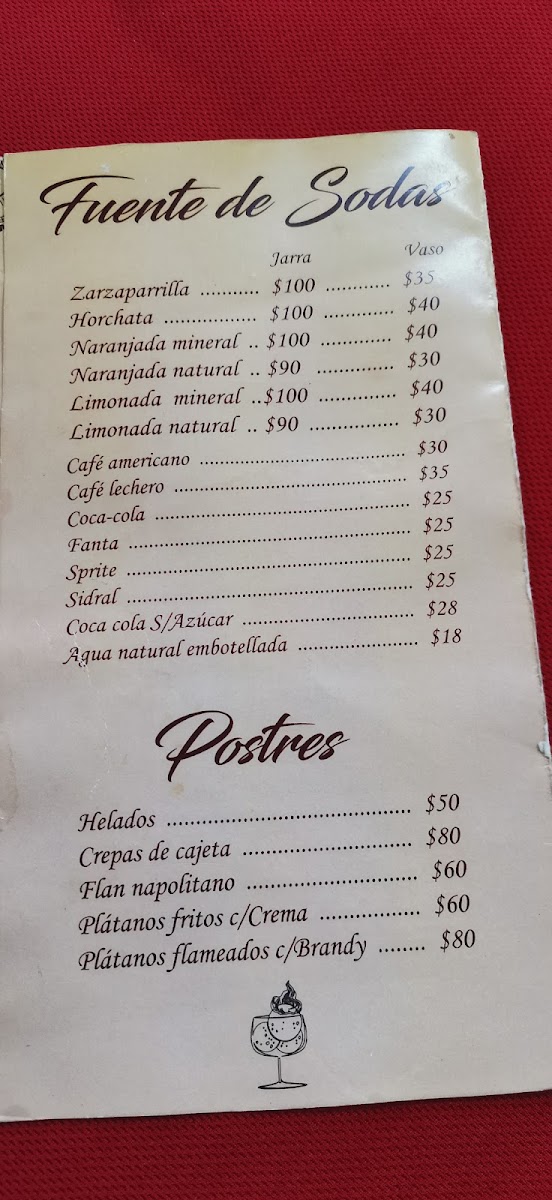 Fuente de Sodas
Jarra Vaso
Zarzaparrilla ........... $100 ............ $35
Horchata ................. $100 ............. $40
Naranjada mineral .. $100 ............. $40
Naranjada natural .. $90 .............. $30
Limonada mineral ..$100 .............. $40
Limonada natural .. $90 ................ $30
Café americano ........................................ $30
Café lechero ............................................. $35
Coca-cola ................................................. $25
Fanta ....................................................... $25
Sprite ....................................................... $25
Sidral ....................................................... $25
Coca cola S/Azúcar ................................. $28
Agua natural embotellada ....................... $18
Postres
Helados ........................................... $50
Crepas de cajeta .............................. $80
Flan napolitano .............................. $60
Plátanos fritos c/Crema .................. $60
Plátanos flameados c/Brandy ........ $80